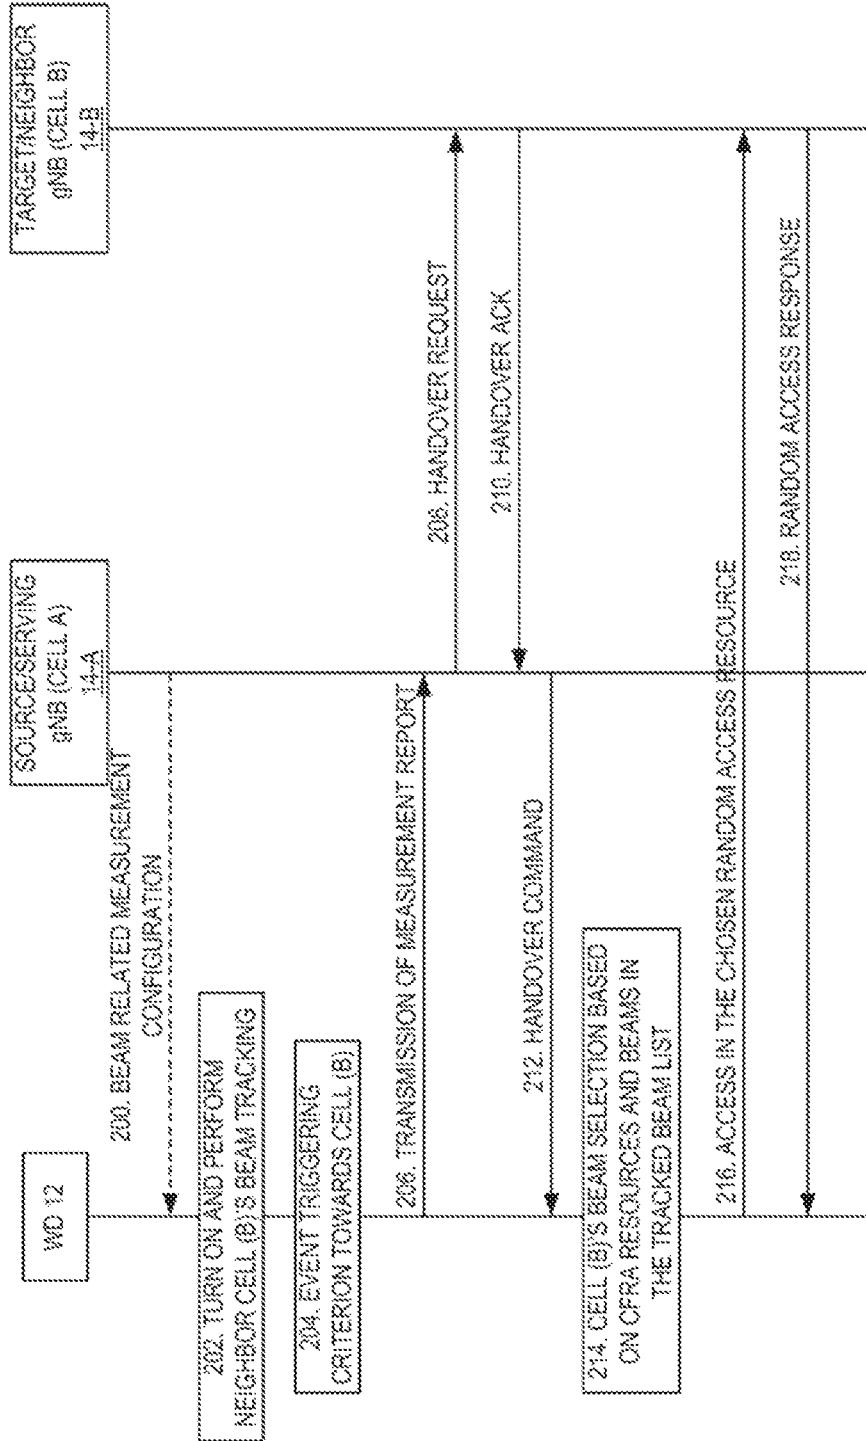 WD 12
SOURCE/SERVING
gNB (CELL A)
14-A
TARGET/NEIGHBOR
gNB (CELL B)
14-B
200. BEAM RELATED MEASUREMENT
CONFIGURATION
202. TURN ON AND PERFORM
NEIGHBOR CELL (B)'S BEAM TRACKING
204. EVENT TRIGGERING
CRITERION TOWARDS CELL (B)
206. TRANSMISSION OF MEASUREMENT REPORT
208. HANDOVER REQUEST
210. HANDOVER ACK
212. HANDOVER COMMAND
214. CELL (B)'S BEAM SELECTION BASED
ON CFRA RESOURCES AND BEAMS IN
THE TRACKED BEAM LIST
216. ACCESS IN THE CHOSEN RANDOM ACCESS RESOURCE
218. RANDOM ACCESS RESPONSE